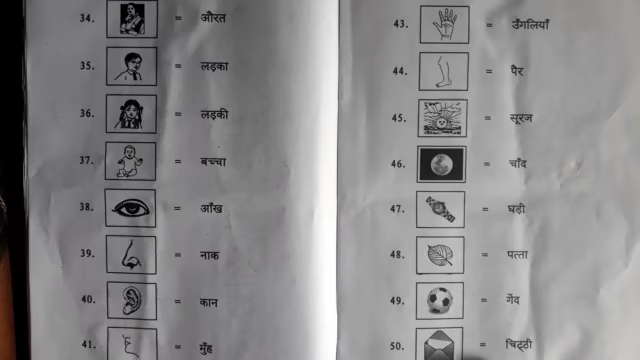 34. = औरत
35. = लड़का
36. = लड़की
37. = बच्चा
38. = आँख
39. = नाक
40. = कान
41. = मुँह
43. = उँगलियाँ
44. = पैर
45. = सूरज
46. = चाँद
47. = घड़ी
48. = पत्ता
49. = गेंद
50. = चिट्ठी